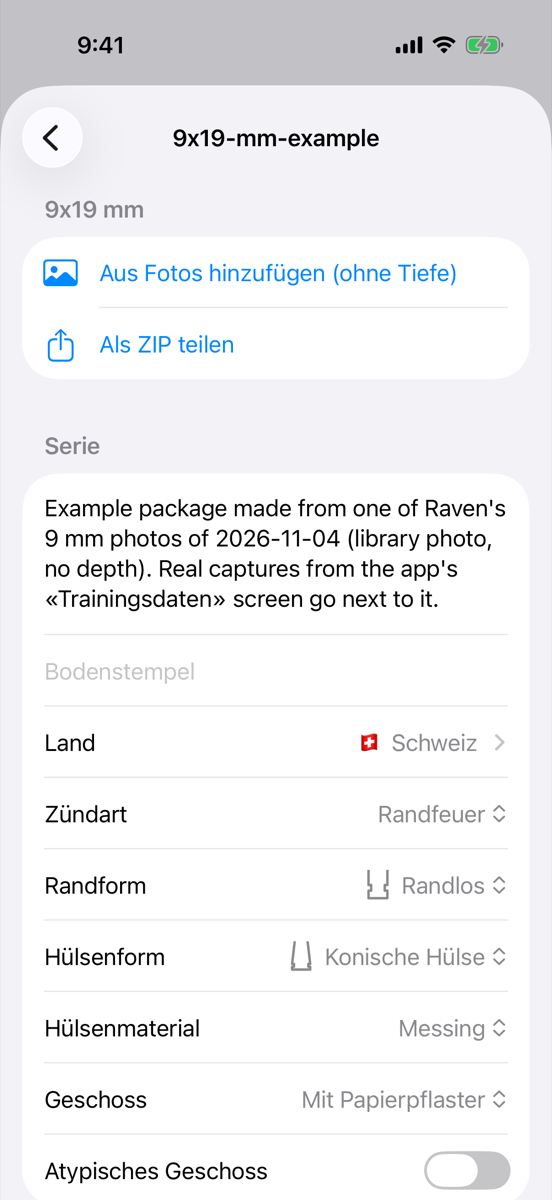 9:41
9x19-mm-example
9x19 mm
Aus Fotos hinzufügen (ohne Tiefe)
Als ZIP teilen
Serie
Example package made from one of Raven's
9 mm photos of 2026-11-04 (library photo,
no depth). Real captures from the app's
«Trainingsdaten» screen go next to it.
Bodenstempel
Land Schweiz
Zündart Randfeuer
Randform Randlos
Hülsenform Konische Hülse
Hülsenmaterial Messing
Geschoss Mit Papierpflaster
Atypisches Geschoss